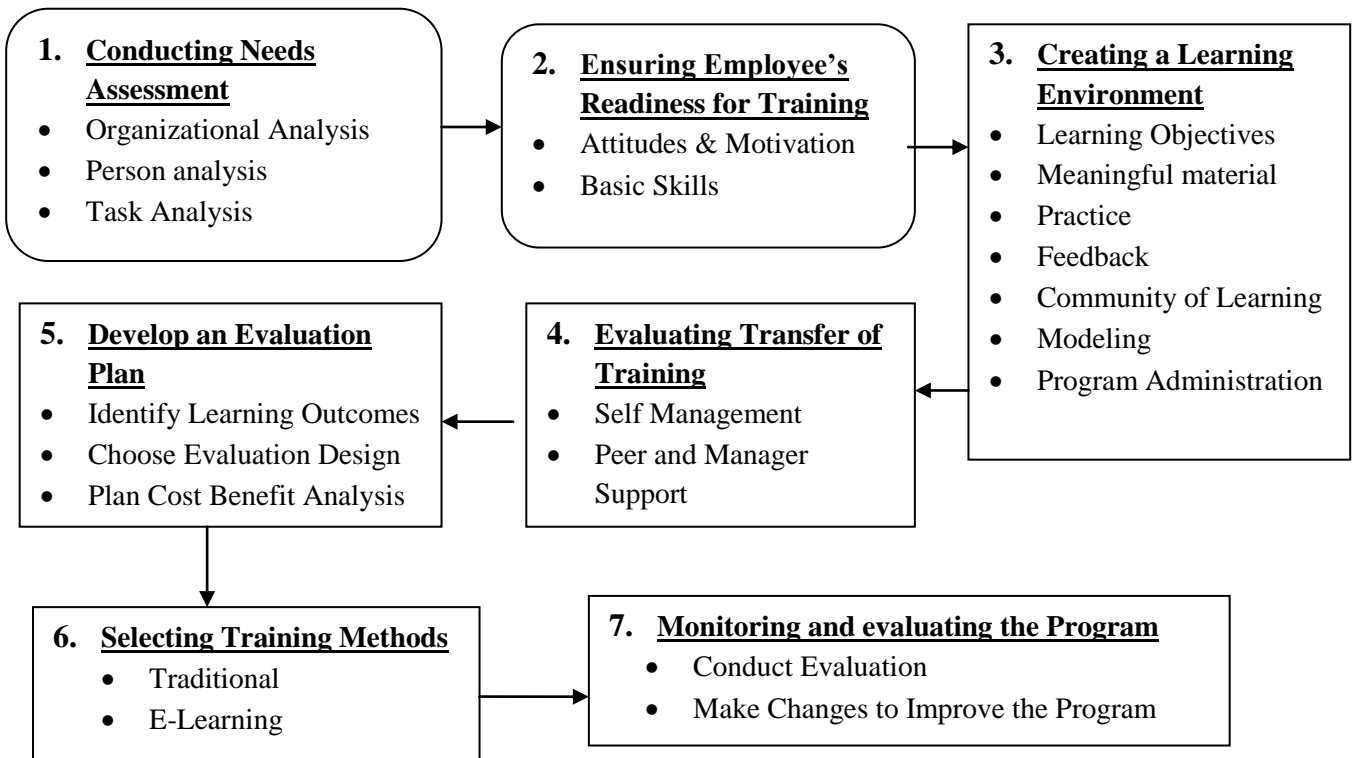 1. Conducting Needs
Assessment
• Organizational Analysis
• Person analysis
• Task Analysis
2. Ensuring Employee's
Readiness for Training
• Attitudes & Motivation
• Basic Skills
3. Creating a Learning
Environment
• Learning Objectives
• Meaningful material
• Practice
• Feedback
• Community of Learning
• Modeling
• Program Administration
4. Evaluating Transfer of
Training
• Self Management
• Peer and Manager
Support
5. Develop an Evaluation
Plan
• Identify Learning Outcomes
• Choose Evaluation Design
• Plan Cost Benefit Analysis
6. Selecting Training Methods
• Traditional
• E-Learning
7. Monitoring and evaluating the Program
• Conduct Evaluation
• Make Changes to Improve the Program